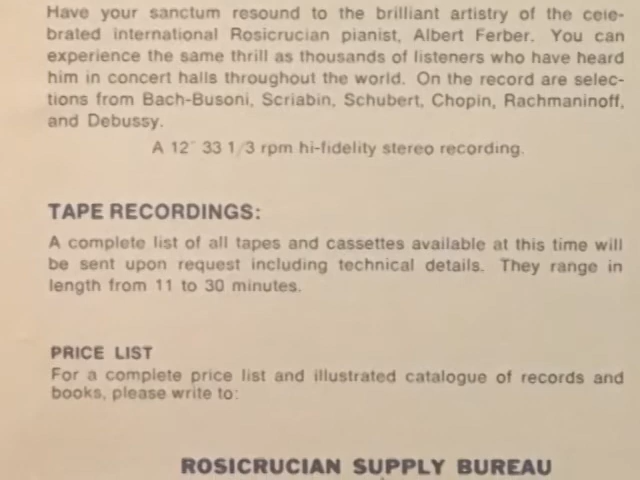 Have your sanctum resound to the brilliant artistry of the cele-
brated international Rosicrucian pianist, Albert Ferber. You can
experience the same thrill as thousands of listeners who have heard
him in concert halls throughout the world. On the record are selec-
tions from Bach-Busoni, Scriabin, Schubert, Chopin, Rachmaninoff,
and Debussy.
A 12" 33 1/3 rpm hi-fidelity stereo recording.
TAPE RECORDINGS:
A complete list of all tapes and cassettes available at this time will
be sent upon request including technical details. They range in
length from 11 to 30 minutes.
PRICE LIST
For a complete price list and illustrated catalogue of records and
books, please write to:
ROSICRUCIAN SUPPLY BUREAU